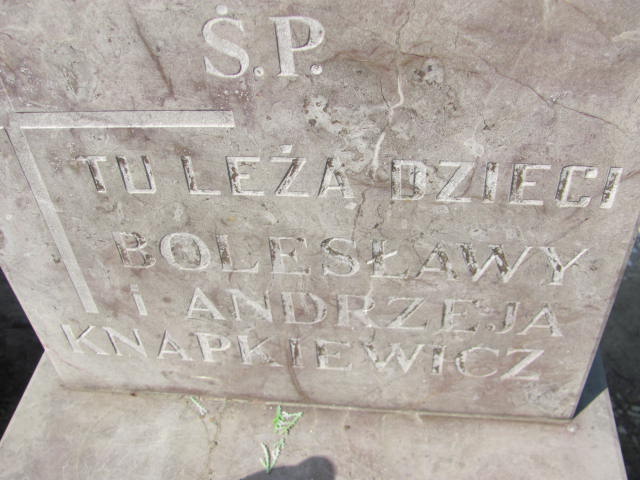 Ś.P.
TU LEŻĄ DZIECI
BOLESŁAWY
i ANDRZEJA
KNAPKIEWICZ